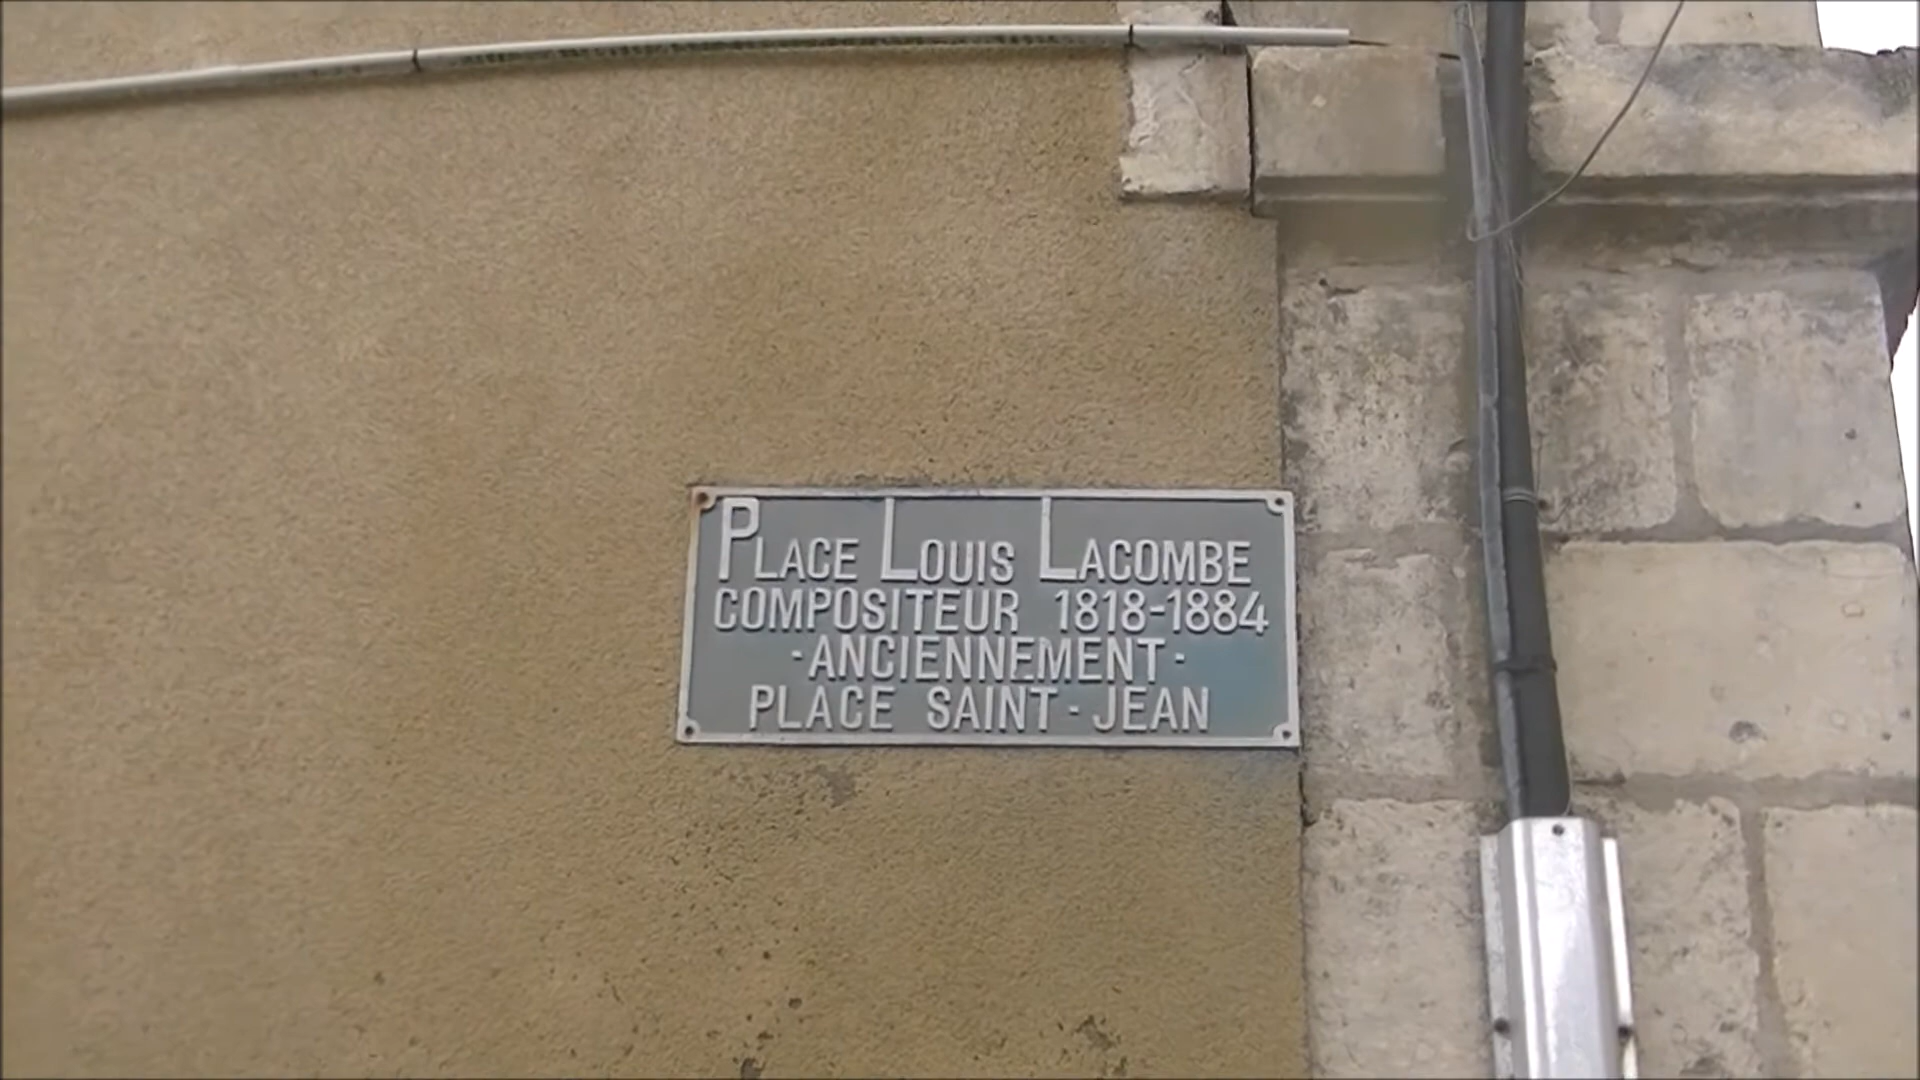 PLACE LOUIS LACOMBE
COMPOSITEUR 1818-1884
- ANCIENNEMENT -
PLACE SAINT - JEAN